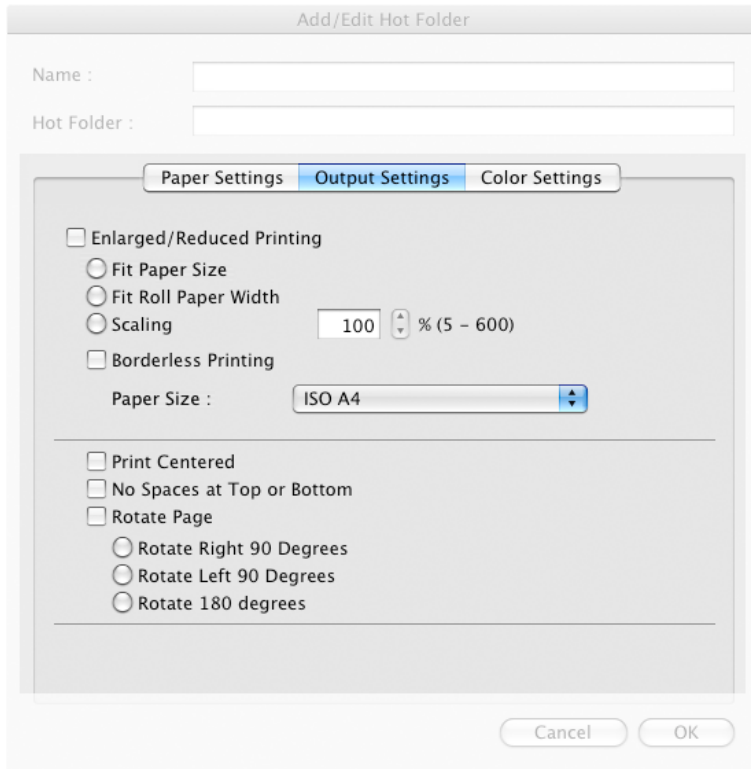 Add/Edit Hot Folder
Name :
Hot Folder :
Paper Settings Output Settings Color Settings
Enlarged/Reduced Printing
Fit Paper Size
Fit Roll Paper Width
Scaling 100 % (5 – 600)
Borderless Printing
Paper Size : ISO A4
Print Centered
No Spaces at Top or Bottom
Rotate Page
Rotate Right 90 Degrees
Rotate Left 90 Degrees
Rotate 180 degrees
Cancel OK